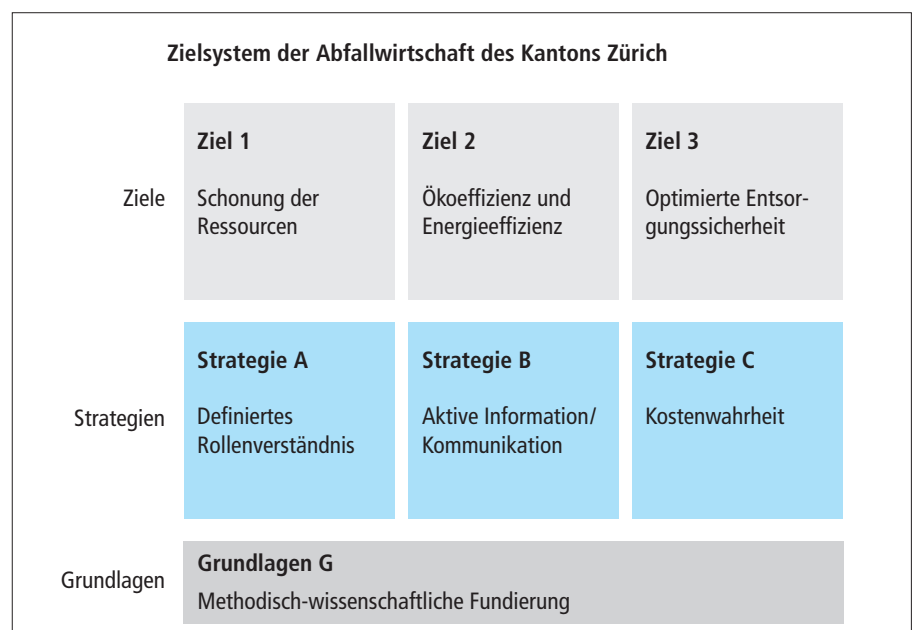 Zielsystem der Abfallwirtschaft des Kantons Zürich
Ziele
Ziel 1
Schonung der
Ressourcen
Ziel 2
Ökoeffizienz und
Energieeffizienz
Ziel 3
Optimierte Entsor-
gungssicherheit
Strategien
Strategie A
Definiertes
Rollenverständnis
Strategie B
Aktive Information/
Kommunikation
Strategie C
Kostenwahrheit
Grundlagen
Grundlagen G
Methodisch-wissenschaftliche Fundierung